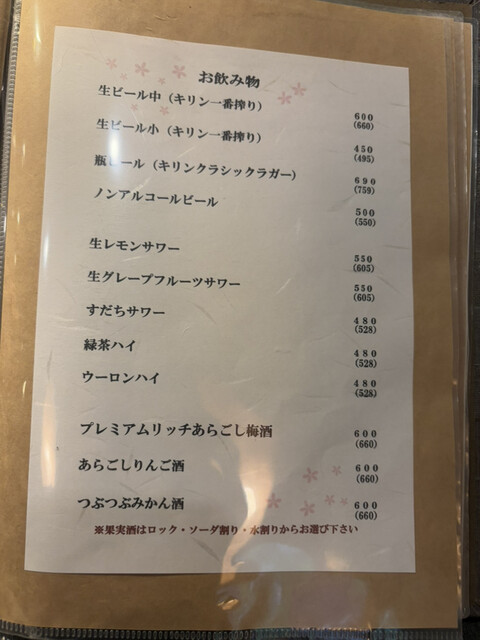 お飲み物
生ビール中（キリン一番搾り） 600
(660)
生ビール小（キリン一番搾り） 450
(495)
瓶ビール（キリンクラシックラガー） 690
(759)
ノンアルコールビール 500
(550)
生レモンサワー 550
(605)
生グレープフルーツサワー 550
(605)
すだちサワー 480
(528)
緑茶ハイ 480
(528)
ウーロンハイ 480
(528)
プレミアムリッチあらごし梅酒 600
(660)
あらごしりんご酒 600
(660)
つぶつぶみかん酒 600
(660)
※果実酒はロック・ソーダ割り・水割りからお選び下さい